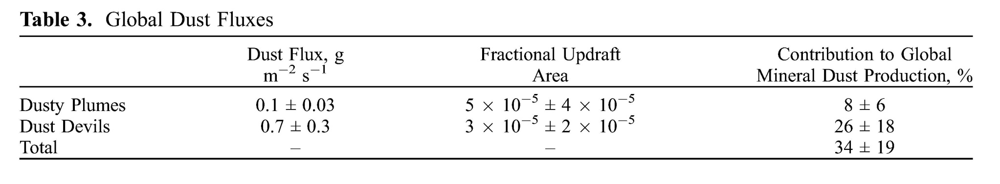 Table 3. Global Dust Fluxes
Dust Flux, g m⁻² s⁻¹ Fractional Updraft Area Contribution to Global Mineral Dust Production, %
Dusty Plumes 0.1 ± 0.03 5 × 10⁻⁵ ± 4 × 10⁻⁵ 8 ± 6
Dust Devils 0.7 ± 0.3 3 × 10⁻⁵ ± 2 × 10⁻⁵ 26 ± 18
Total – – 34 ± 19